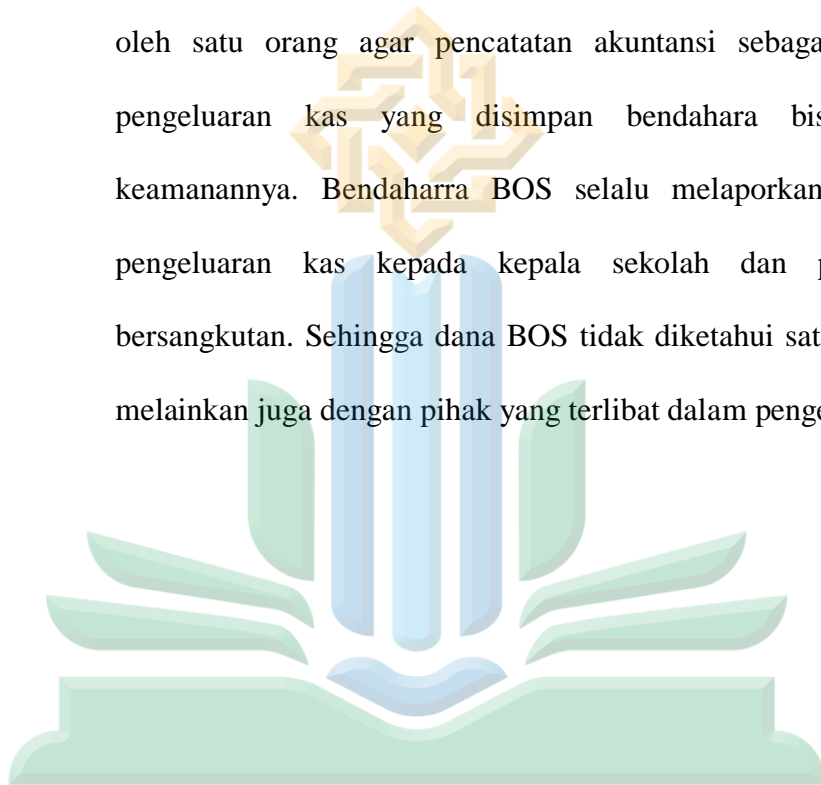 oleh satu orang agar pencatatan akuntansi sebaga
pengeluaran kas yang disimpan bendahara bis
keamanannya. Bendaharra BOS selalu melaporkan
pengeluaran kas kepada kepala sekolah dan p
bersangkutan. Sehingga dana BOS tidak diketahui sat
melainkan juga dengan pihak yang terlibat dalam penge